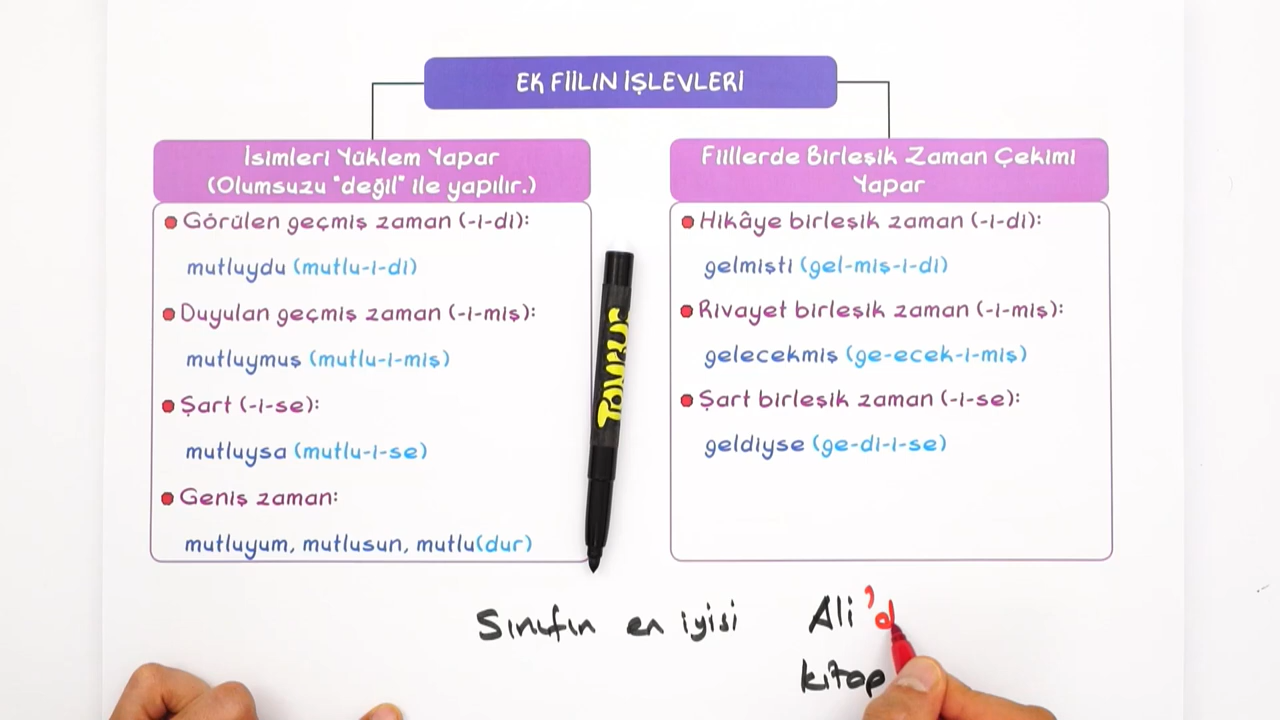 EK FİİLİN İŞLEVLERİ
İsimleri Yüklem Yapar
(Olumsuzu "değil" ile yapılır.)
Görülen geçmiş zaman (-i-di):
mutluydu (mutlu-i-di)
Duyulan geçmiş zaman (-i-miş):
mutluymuş (mutlu-i-miş)
Şart (-i-se):
mutluysa (mutlu-i-se)
Geniş zaman:
mutluyum, mutlusun, mutlu(dur)
Fiillerde Birleşik Zaman Çekimi
Yapar
Hikâye birleşik zaman (-i-di):
gelmişti (gel-miş-i-di)
Rivayet birleşik zaman (-i-miş):
gelecekmiş (ge-ecek-i-miş)
Şart birleşik zaman (-i-se):
geldiyse (ge-di-i-se)
Sınıfın en iyisi Ali'd
kitap